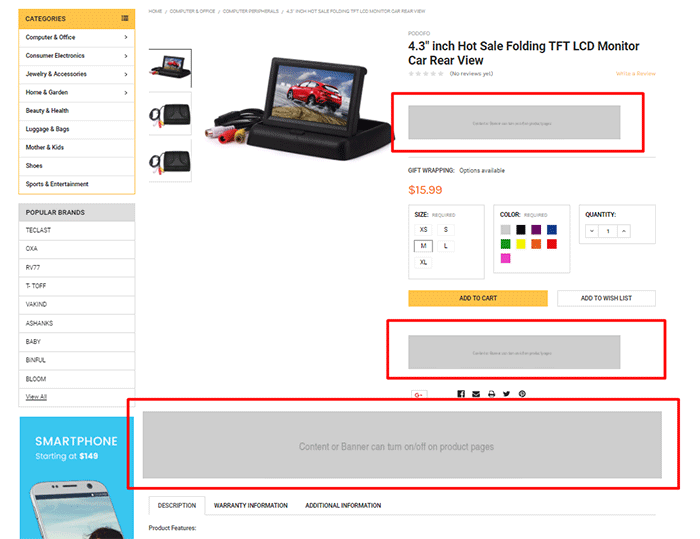 HOME / COMPUTER & OFFICE / COMPUTER PERIPHERALS / 4.3" INCH HOT SALE FOLDING TFT LCD MONITOR CAR REAR VIEW
CATEGORIES
Computer & Office
Consumer Electronics
Jewelry & Accessories
Home & Garden
Beauty & Health
Luggage & Bags
Mother & Kids
Shoes
Sports & Entertainment
POPULAR BRANDS
TECLAST
OXA
RV77
T- TOFF
VAKIND
ASHANKS
BABY
BINFUL
BLOOM
View All
SMARTPHONE
Starting at $149
PODOFO
4.3" inch Hot Sale Folding TFT LCD Monitor
Car Rear View
(No reviews yet)
Write a Review
Content or Banner can turn on/off on product pages
GIFT WRAPPING: Options available
$15.99
SIZE: REQUIRED
XS S
M L
XL
COLOR: REQUIRED
QUANTITY:
1
ADD TO CART
ADD TO WISH LIST
Content or Banner can turn on/off on product pages
G+
Content or Banner can turn on/off on product pages
DESCRIPTION
WARRANTY INFORMATION
ADDITIONAL INFORMATION
Product Features: